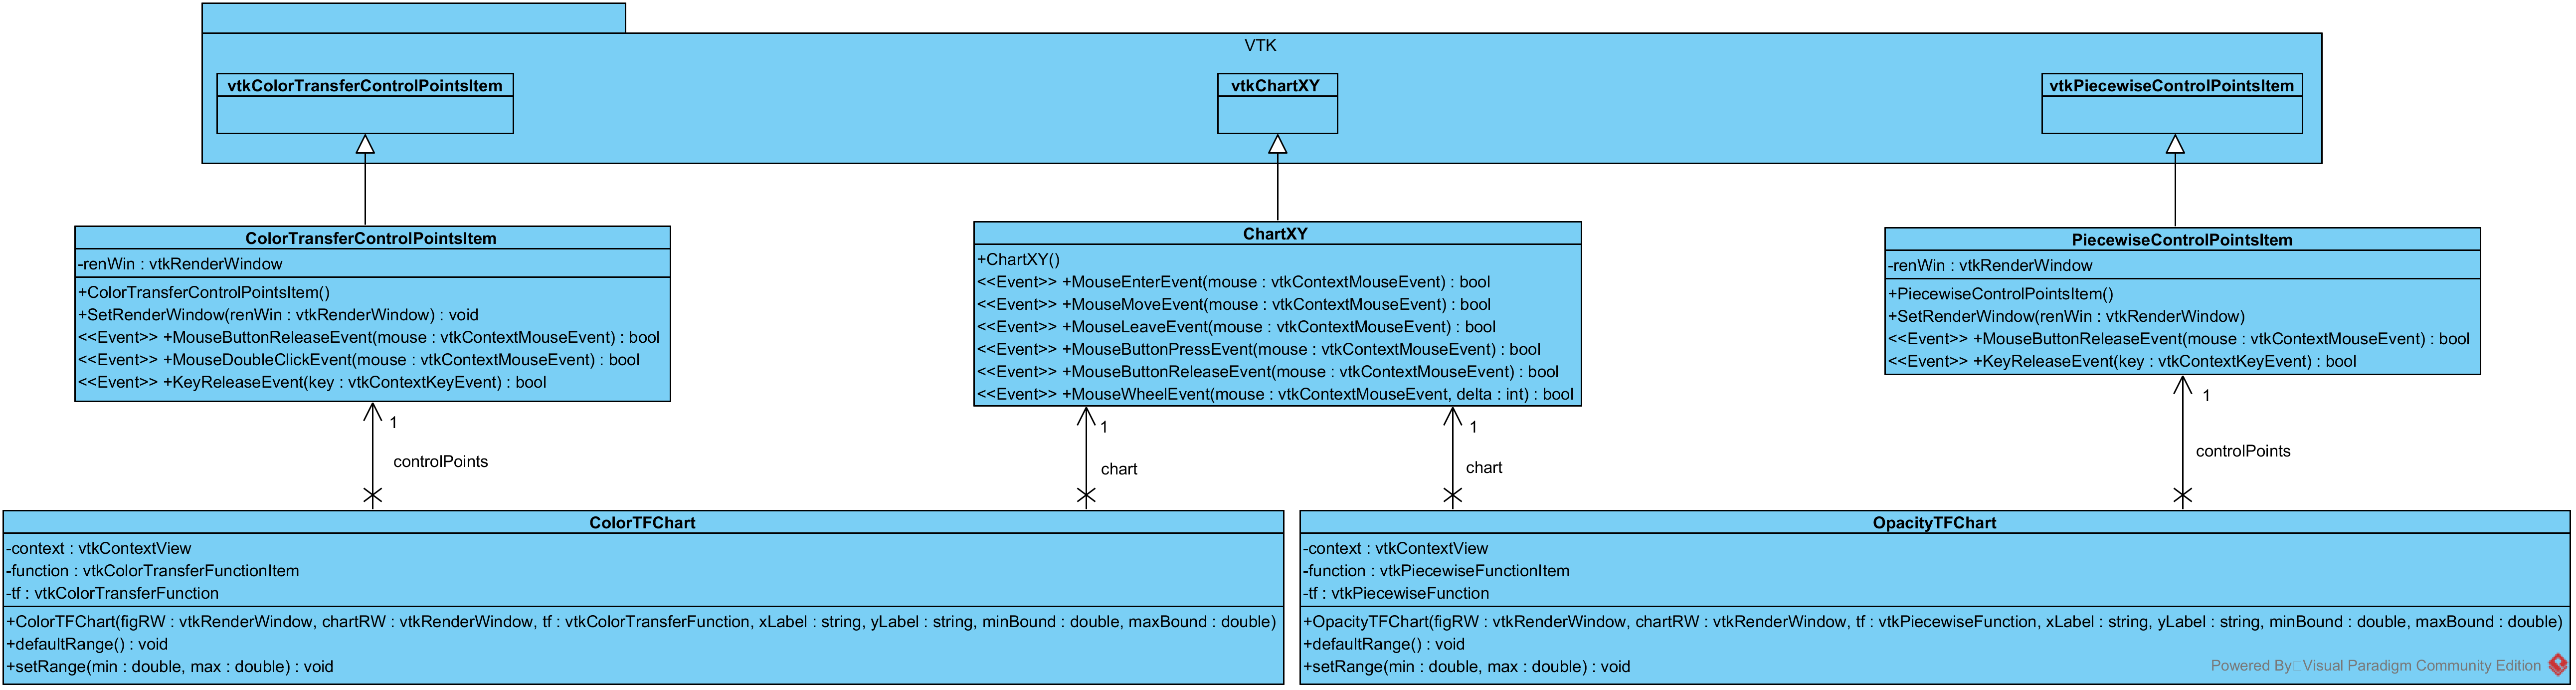 VTK
vtkColorTransferControlPointsItem
vtkChartXY
vtkPiecewiseControlPointsItem
ColorTransferControlPointsItem
-renWin : vtkRenderWindow
+ColorTransferControlPointsItem()
+SetRenderWindow(renWin : vtkRenderWindow) : void
<<Event>> +MouseButtonReleaseEvent(mouse : vtkContextMouseEvent) : bool
<<Event>> +MouseDoubleClickEvent(mouse : vtkContextMouseEvent) : bool
<<Event>> +KeyReleaseEvent(key : vtkContextKeyEvent) : bool
ChartXY
+ChartXY()
<<Event>> +MouseEnterEvent(mouse : vtkContextMouseEvent) : bool
<<Event>> +MouseMoveEvent(mouse : vtkContextMouseEvent) : bool
<<Event>> +MouseLeaveEvent(mouse : vtkContextMouseEvent) : bool
<<Event>> +MouseButtonPressEvent(mouse : vtkContextMouseEvent) : bool
<<Event>> +MouseButtonReleaseEvent(mouse : vtkContextMouseEvent) : bool
<<Event>> +MouseWheelEvent(mouse : vtkContextMouseEvent, delta : int) : bool
PiecewiseControlPointsItem
-renWin : vtkRenderWindow
+PiecewiseControlPointsItem()
+SetRenderWindow(renWin : vtkRenderWindow)
<<Event>> +MouseButtonReleaseEvent(mouse : vtkContextMouseEvent) : bool
<<Event>> +KeyReleaseEvent(key : vtkContextKeyEvent) : bool
1
controlPoints
1
chart
1
chart
1
controlPoints
ColorTFChart
-context : vtkContextView
-function : vtkColorTransferFunctionItem
-tf : vtkColorTransferFunction
+ColorTFChart(figRW : vtkRenderWindow, chartRW : vtkRenderWindow, tf : vtkColorTransferFunction, xLabel : string, yLabel : string, minBound : double, maxBound : double)
+defaultRange() : void
+setRange(min : double, max : double) : void
OpacityTFChart
-context : vtkContextView
-function : vtkPiecewiseFunctionItem
-tf : vtkPiecewiseFunction
+OpacityTFChart(figRW : vtkRenderWindow, chartRW : vtkRenderWindow, tf : vtkPiecewiseFunction, xLabel : string, yLabel : string, minBound : double, maxBound : double)
+defaultRange() : void
+setRange(min : double, max : double) : void
Powered By Visual Paradigm Community Edition